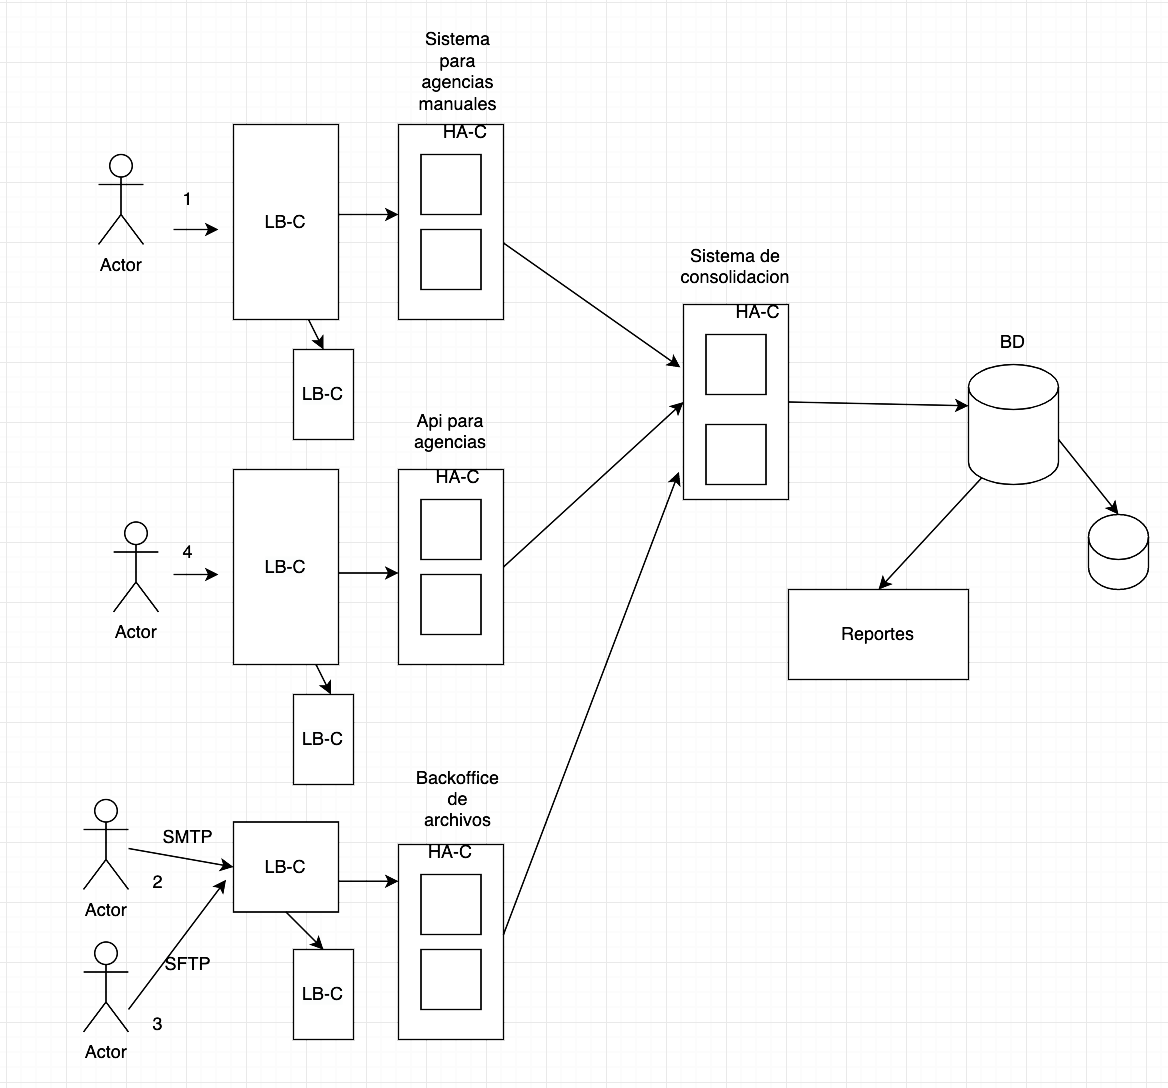 Sistema
para
agencias
manuales
HA-C
1
LB-C
Actor
LB-C
Sistema de
consolidacion
HA-C
BD
Api para
agencias
HA-C
4
LB-C
Actor
LB-C
Reportes
Backoffice
de
archivos
HA-C
SMTP
LB-C
2
Actor
SFTP
LB-C
3
Actor